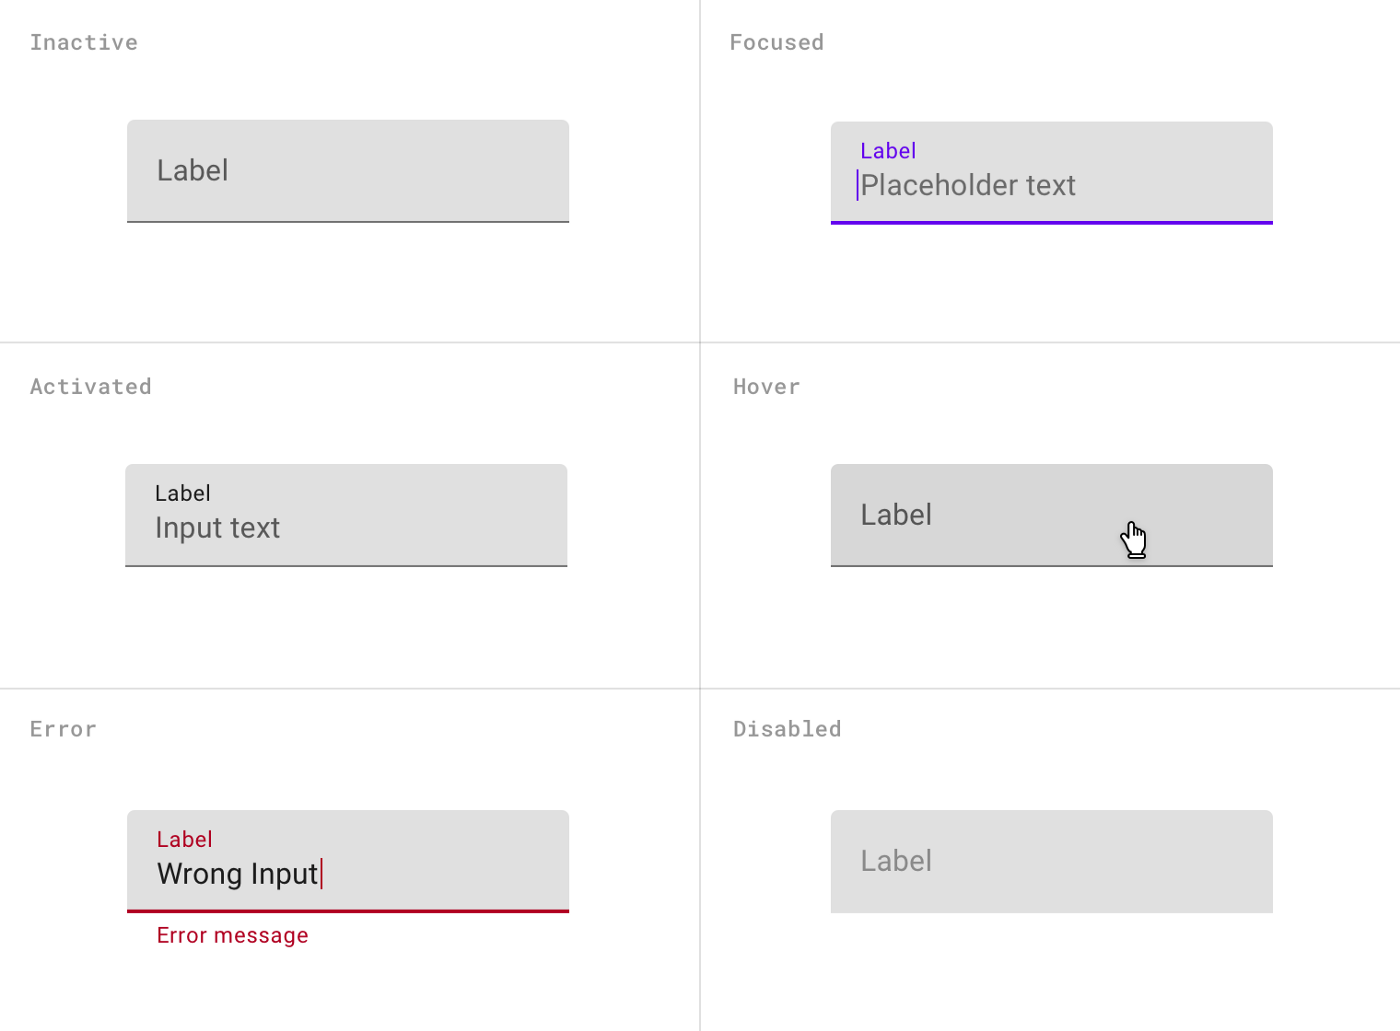 Inactive
Label
Focused
Label
Placeholder text
Activated
Label
Input text
Hover
Label
Error
Label
Wrong Input
Error message
Disabled
Label